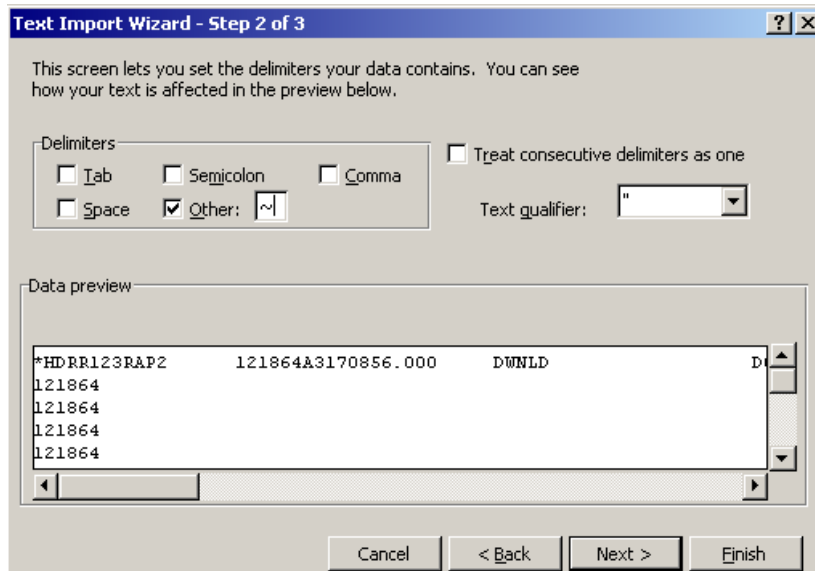 Text Import Wizard - Step 2 of 3
This screen lets you set the delimiters your data contains. You can see
how your text is affected in the preview below.
Delimiters
Tab
Semicolon
Comma
Space
Other: ~
Treat consecutive delimiters as one
Text qualifier: "
Data preview
*HDRR123RAP2 121864A3170856.000 DWNLD
121864
121864
121864
121864
Cancel
< Back
Next >
Finish